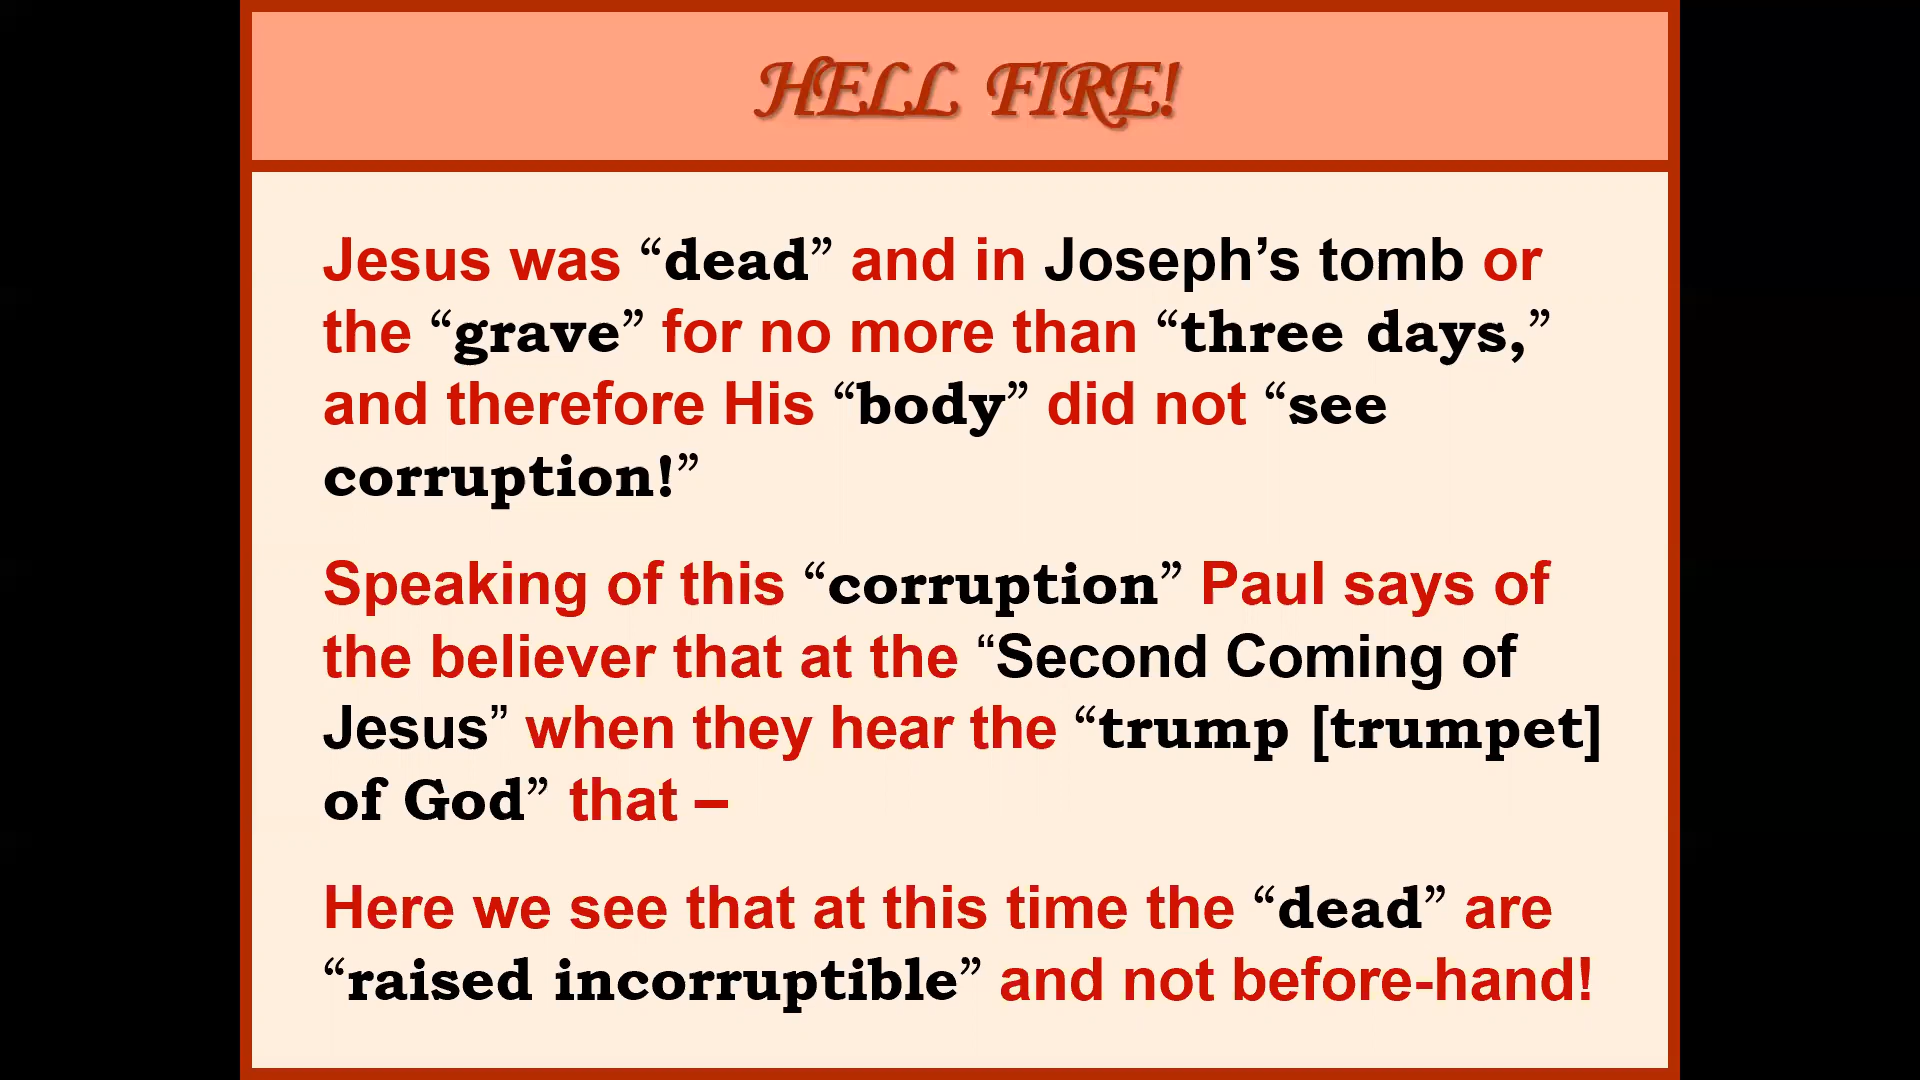 HELL FIRE!
Jesus was “dead” and in Joseph’s tomb or
the “grave” for no more than “three days,”
and therefore His “body” did not “see
corruption!”
Speaking of this “corruption” Paul says of
the believer that at the “Second Coming of
Jesus” when they hear the “trump [trumpet]
of God” that –
Here we see that at this time the “dead” are
“raised incorruptible” and not before-hand!